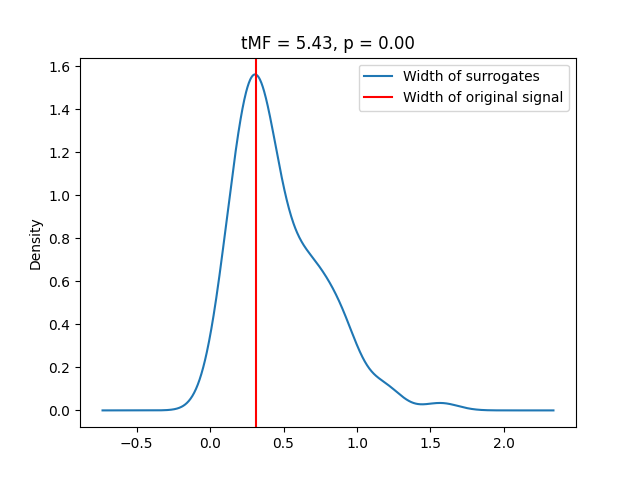 tMF = 5.43, p = 0.00
Width of surrogates
Width of original signal
Density
1.6
1.4
1.2
1.0
0.8
0.6
0.4
0.2
0.0
−0.5 0.0 0.5 1.0 1.5 2.0